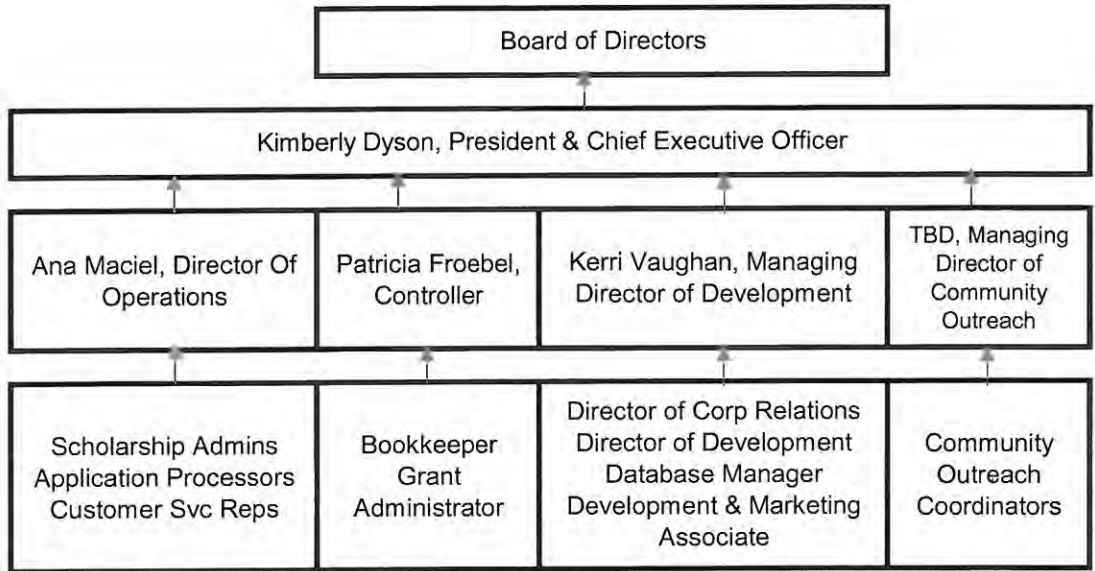 Board of Directors
Kimberly Dyson, President & Chief Executive Officer
Ana Maciel, Director Of
Operations
Patricia Froebel,
Controller
Kerri Vaughan, Managing
Director of Development
TBD, Managing
Director of
Community
Outreach
Scholarship Admins
Application Processors
Customer Svc Reps
Bookkeeper
Grant
Administrator
Director of Corp Relations
Director of Development
Database Manager
Development & Marketing
Associate
Community
Outreach
Coordinators